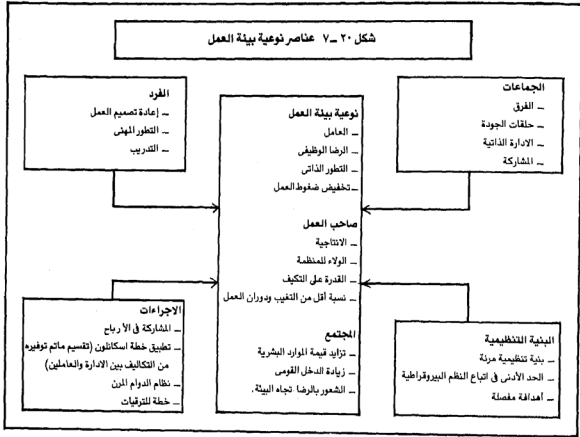 شكل ٢٠ – ٧ عناصر نوعية بيئة العمل
الجماعات
– الفرق
– حلقات الجودة
– الادارة الذاتية
– المشاركة
نوعية بيئة العمل
– العامل
– الرضا الوظيفى
– التطور الذاتى
– تخفيض ضغوط العمل
صاحب العمل
– الانتاجية
– الولاء للمنظمة
– القدرة على التكيف
– نسبة أقل من التغيب ودوران العمل
المجتمع
– تزايد قيمة الموارد البشرية
– زيادة الدخل القومى
– الشعور بالرضا تجاه البيئة.
الفرد
– إعادة تصميم العمل
– التطور المهنى
– التدريب
البنية التنظيمية
– بنية تنظيمية مرنة
– الحد الأدنى فى اتباع النظم البيروقراطية
– أهدافة مفصلة
الاجراءات
– المشاركة فى الأرباح
– تطبيق خطة اسكانلون (تقسيم ماتم توفيره
من التكاليف بين الادارة والعاملين)
– نظام الدوام المرن
– خطة للترقيات